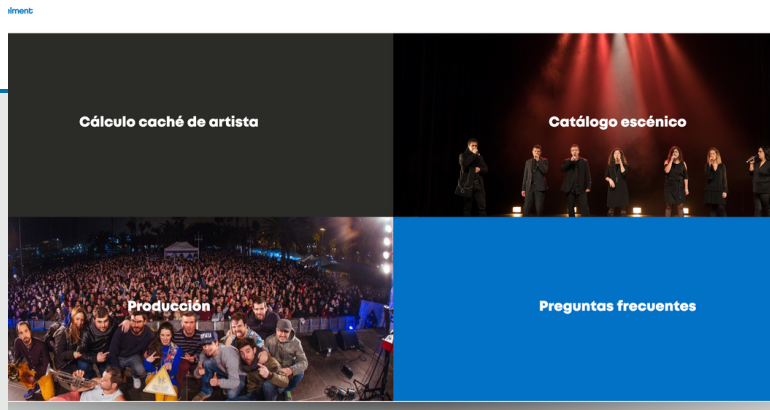 Cálculo caché de artista
Catálogo escénico
Producción
Preguntas frecuentes